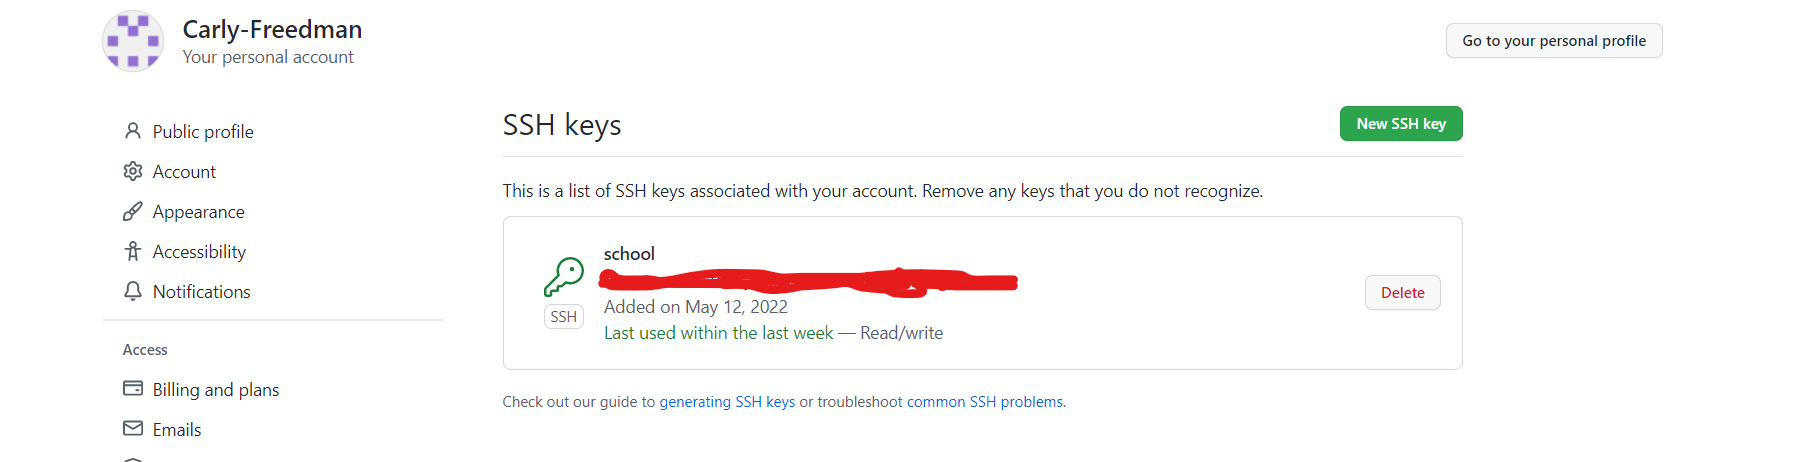 Carly-Freedman
Your personal account
Go to your personal profile
Public profile
Account
Appearance
Accessibility
Notifications
Access
Billing and plans
Emails
SSH keys
New SSH key
This is a list of SSH keys associated with your account. Remove any keys that you do not recognize.
school
SSH
Added on May 12, 2022
Last used within the last week — Read/write
Delete
Check out our guide to generating SSH keys or troubleshoot common SSH problems.